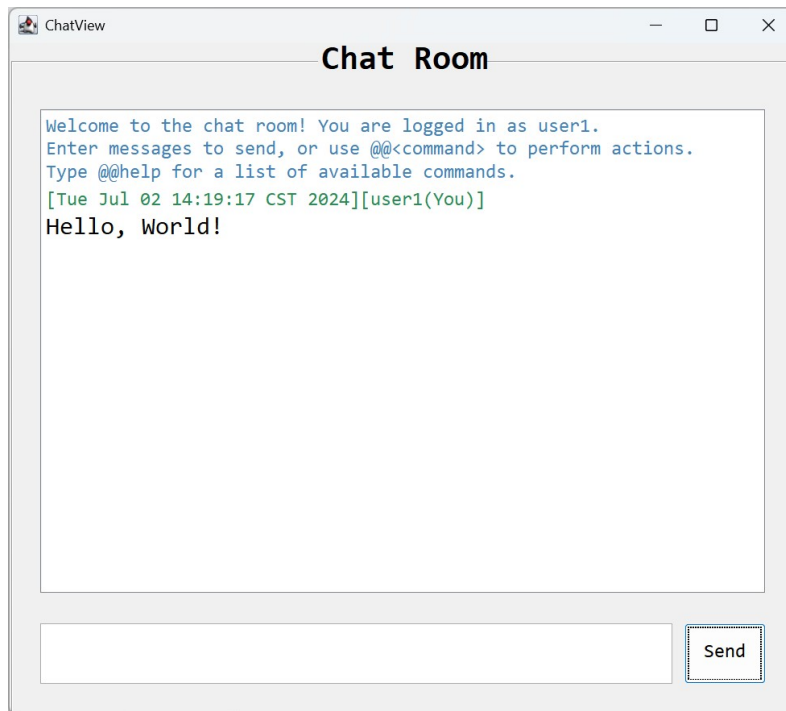 ChatView
Chat Room
Welcome to the chat room! You are logged in as user1.
Enter messages to send, or use @@<command> to perform actions.
Type @@help for a list of available commands.
[Tue Jul 02 14:19:17 CST 2024][user1(You)]
Hello, World!
Send